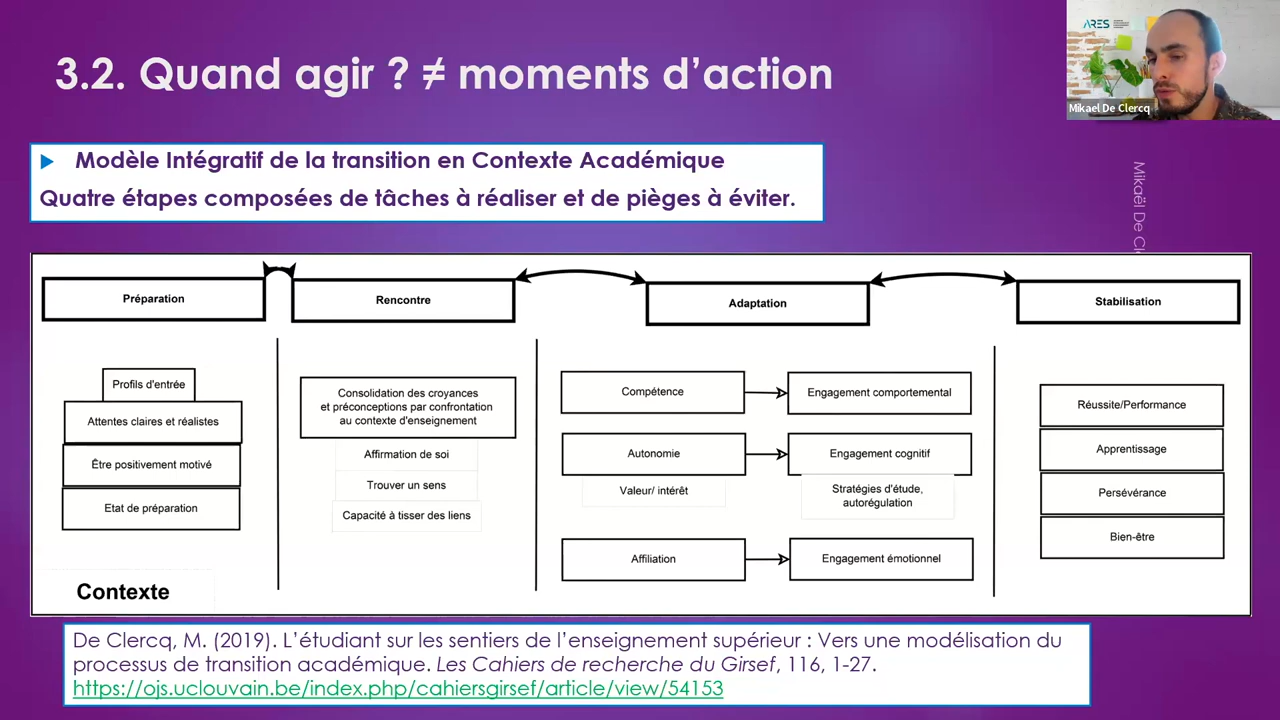 3.2. Quand agir ? ≠ moments d'action
ARES
Mikael De Clercq
Modèle Intégratif de la transition en Contexte Académique
Quatre étapes composées de tâches à réaliser et de pièges à éviter.
Mikaël De
Préparation
Rencontre
Adaptation
Stabilisation
Profils d'entrée
Attentes claires et réalistes
Être positivement motivé
Etat de préparation
Contexte
Consolidation des croyances
et préconceptions par confrontation
au contexte d'enseignement
Affirmation de soi
Trouver un sens
Capacité à tisser des liens
Compétence
Engagement comportemental
Autonomie
Engagement cognitif
Valeur/ intérêt
Stratégies d'étude,
autorégulation
Affiliation
Engagement émotionnel
Réussite/Performance
Apprentissage
Persévérance
Bien-être
De Clercq, M. (2019). L'étudiant sur les sentiers de l'enseignement supérieur : Vers une modélisation du
processus de transition académique. Les Cahiers de recherche du Girsef, 116, 1-27.
https://ojs.uclouvain.be/index.php/cahiersgirsef/article/view/54153